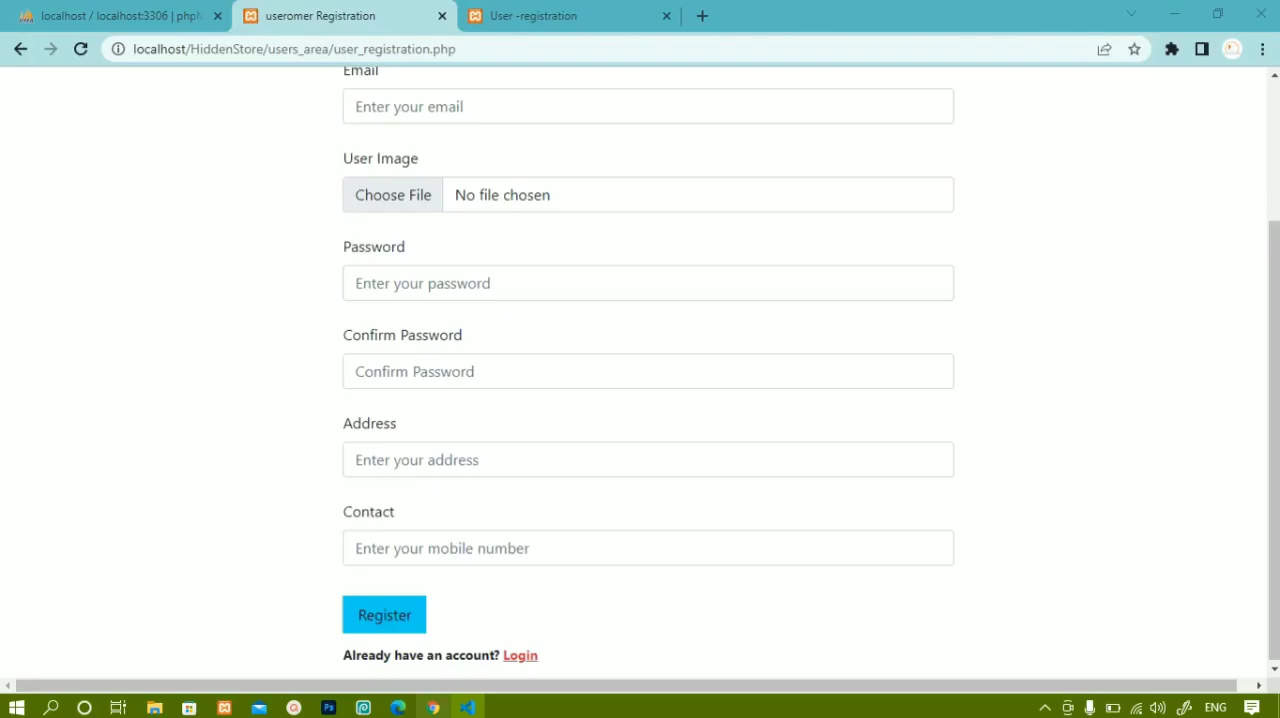 localhost / localhost:3306 | phpM
useromer Registration
User -registration
localhost/HiddenStore/users_area/user_registration.php
Email
Enter your email
User Image
Choose File No file chosen
Password
Enter your password
Confirm Password
Confirm Password
Address
Enter your address
Contact
Enter your mobile number
Register
Already have an account? Login
ENG